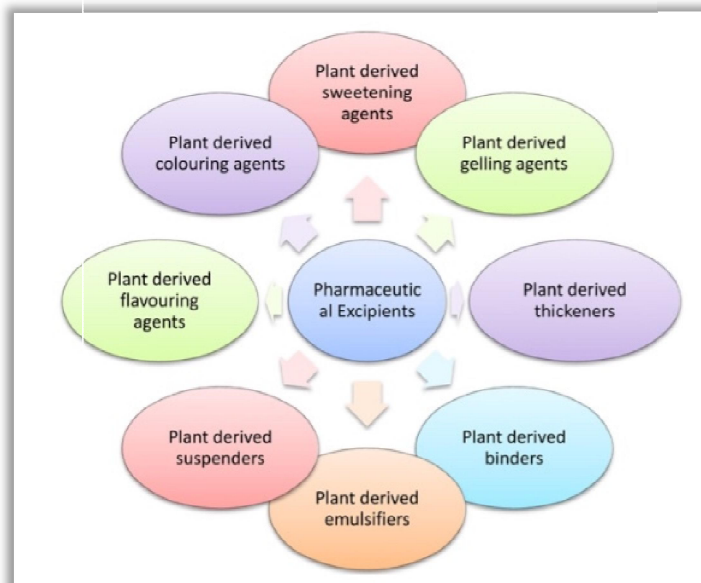 Plant derived
sweetening
agents
Plant derived
colouring agents
Plant derived
gelling agents
Plant derived
flavouring
agents
Pharmaceutic
al Excipients
Plant derived
thickeners
Plant derived
suspenders
Plant derived
binders
Plant derived
emulsifiers